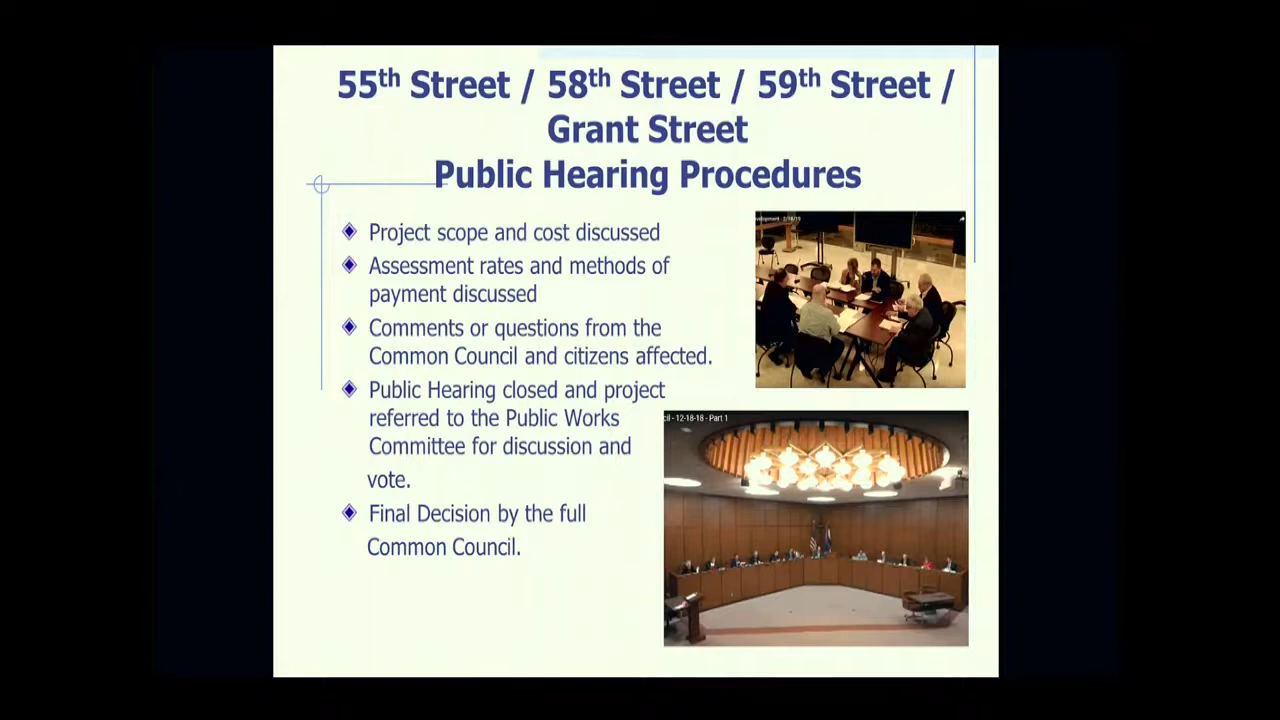 55th Street / 58th Street / 59th Street /
Grant Street
Public Hearing Procedures
Project scope and cost discussed
Assessment rates and methods of
payment discussed
Comments or questions from the
Common Council and citizens affected.
Public Hearing closed and project
referred to the Public Works
Committee for discussion and
vote.
Final Decision by the full
Common Council.
- 2/18/19
- 12-18-18 - Part 1